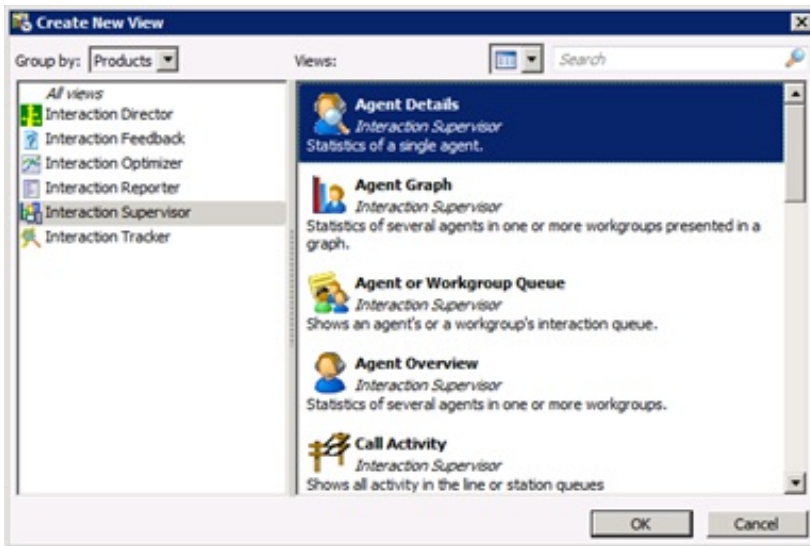 Create New View
Group by: Products
Views:
Search
All views
Interaction Director
Interaction Feedback
Interaction Optimizer
Interaction Reporter
Interaction Supervisor
Interaction Tracker
Agent Details
Interaction Supervisor
Statistics of a single agent.
Agent Graph
Interaction Supervisor
Statistics of several agents in one or more workgroups presented in a
graph.
Agent or Workgroup Queue
Interaction Supervisor
Shows an agent's or a workgroup's interaction queue.
Agent Overview
Interaction Supervisor
Statistics of several agents in one or more workgroups.
Call Activity
Interaction Supervisor
Shows all activity in the line or station queues
OK
Cancel